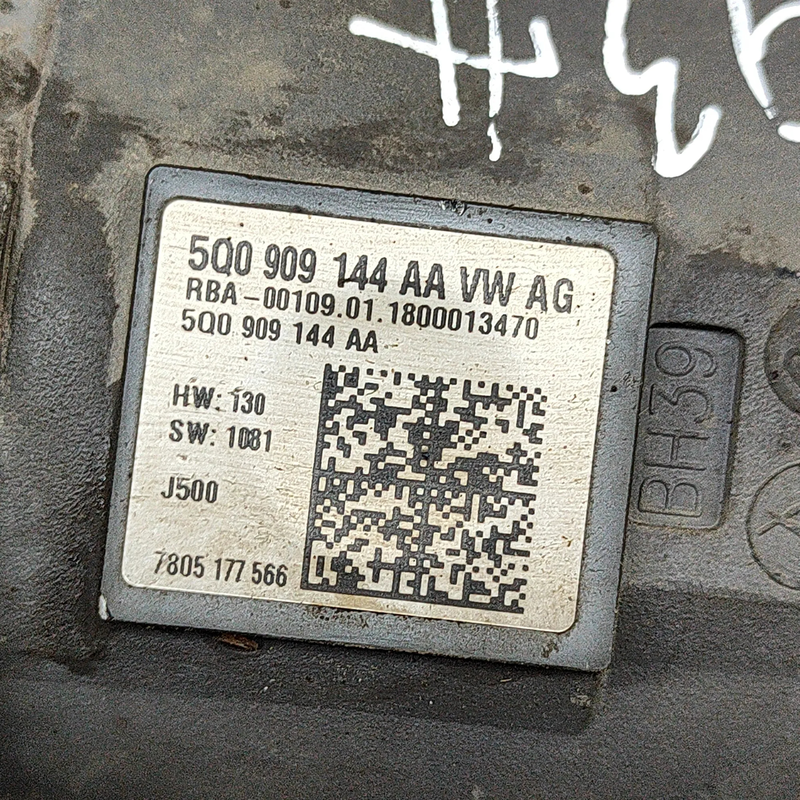 5Q0 909 144 AA VW AG
RBA-00109.01.1800013470
5Q0 909 144 AA
HW: 130
SW: 1081
J500
7805 177 566
BH39